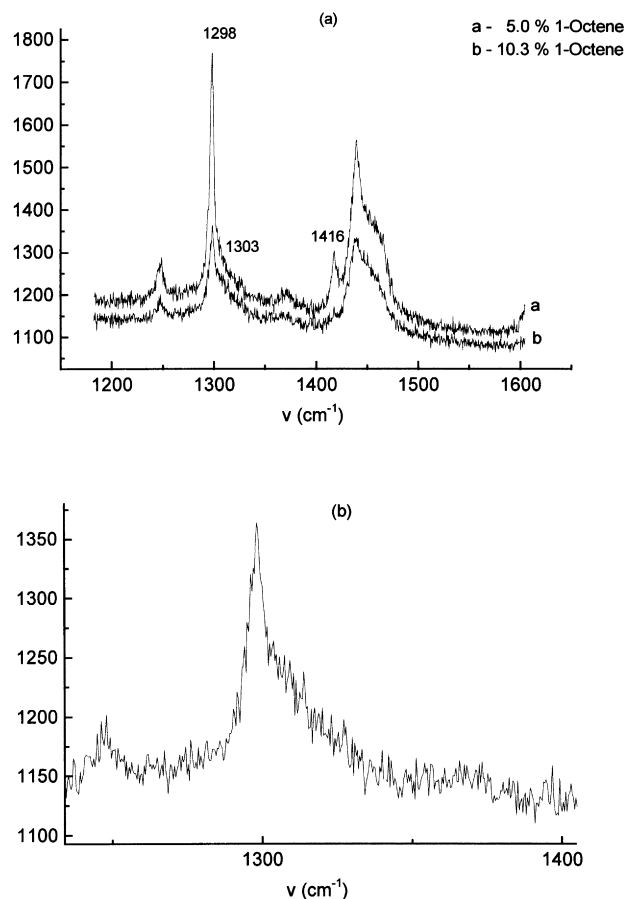 (a)
a - 5.0 % 1-Octene
b - 10.3 % 1-Octene
1800
1700
1600
1500
1400
1300
1200
1100
1298
1303
1416
a
b
1200 1300 1400 1500 1600
ν (cm-1)
(b)
1350
1300
1250
1200
1150
1100
1300 1400
ν (cm-1)